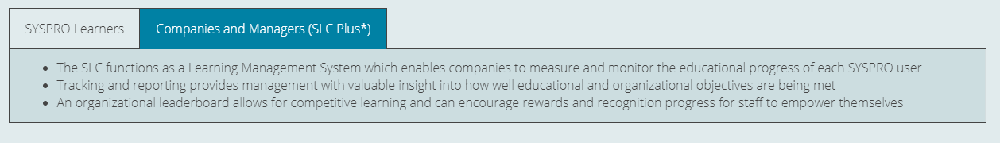 SYSPRO Learners
Companies and Managers (SLC Plus*)
• The SLC functions as a Learning Management System which enables companies to measure and monitor the educational progress of each SYSPRO user
• Tracking and reporting provides management with valuable insight into how well educational and organizational objectives are being met
• An organizational leaderboard allows for competitive learning and can encourage rewards and recognition progress for staff to empower themselves